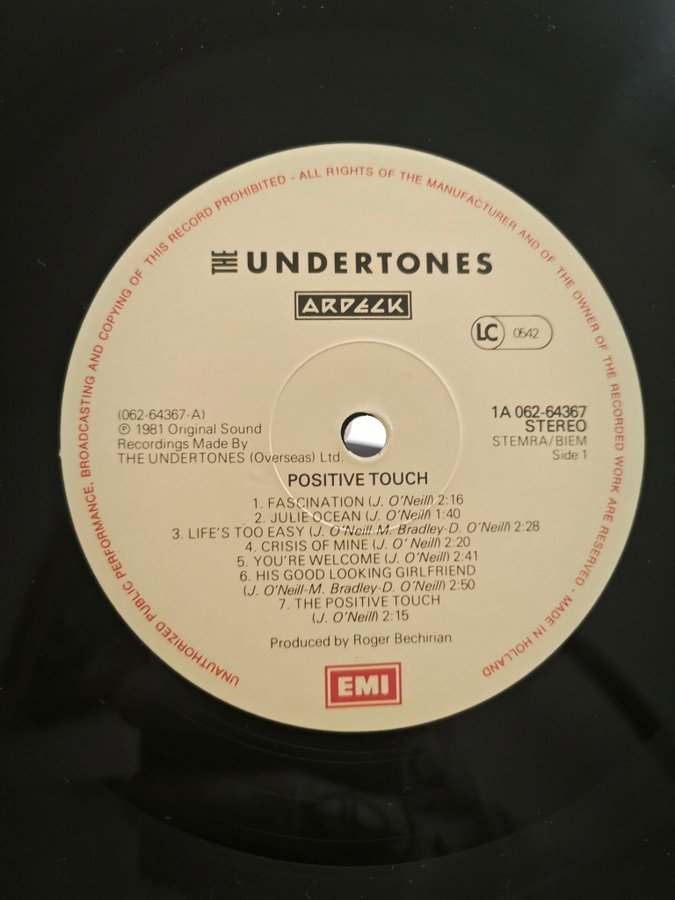 UNAUTHORIZED PUBLIC PERFORMANCE, BROADCASTING AND COPYING OF THIS RECORD PROHIBITED - ALL RIGHTS OF THE MANUFACTURER AND OF THE OWNER OF THE RECORDED WORK ARE RESERVED - MADE IN HOLLAND
THE UNDERTONES
ARDECK
LC 0542
(062-64367-A)
℗ 1981 Original Sound
Recordings Made By
THE UNDERTONES (Overseas) Ltd.
1A 062-64367
STEREO
STEMRA/BIEM
Side 1
POSITIVE TOUCH
1. FASCINATION (J. O'Neill) 2:16
2. JULIE OCEAN (J. O'Neill) 1:40
3. LIFE'S TOO EASY (J. O'Neill-M. Bradley-D. O'Neill) 2:28
4. CRISIS OF MINE (J. O' Neill) 2:20
5. YOU'RE WELCOME (J. O'Neill) 2:41
6. HIS GOOD LOOKING GIRLFRIEND
(J. O'Neill-M. Bradley-D. O'Neill) 2:50
7. THE POSITIVE TOUCH
(J. O'Neill) 2:15
Produced by Roger Bechirian
EMI